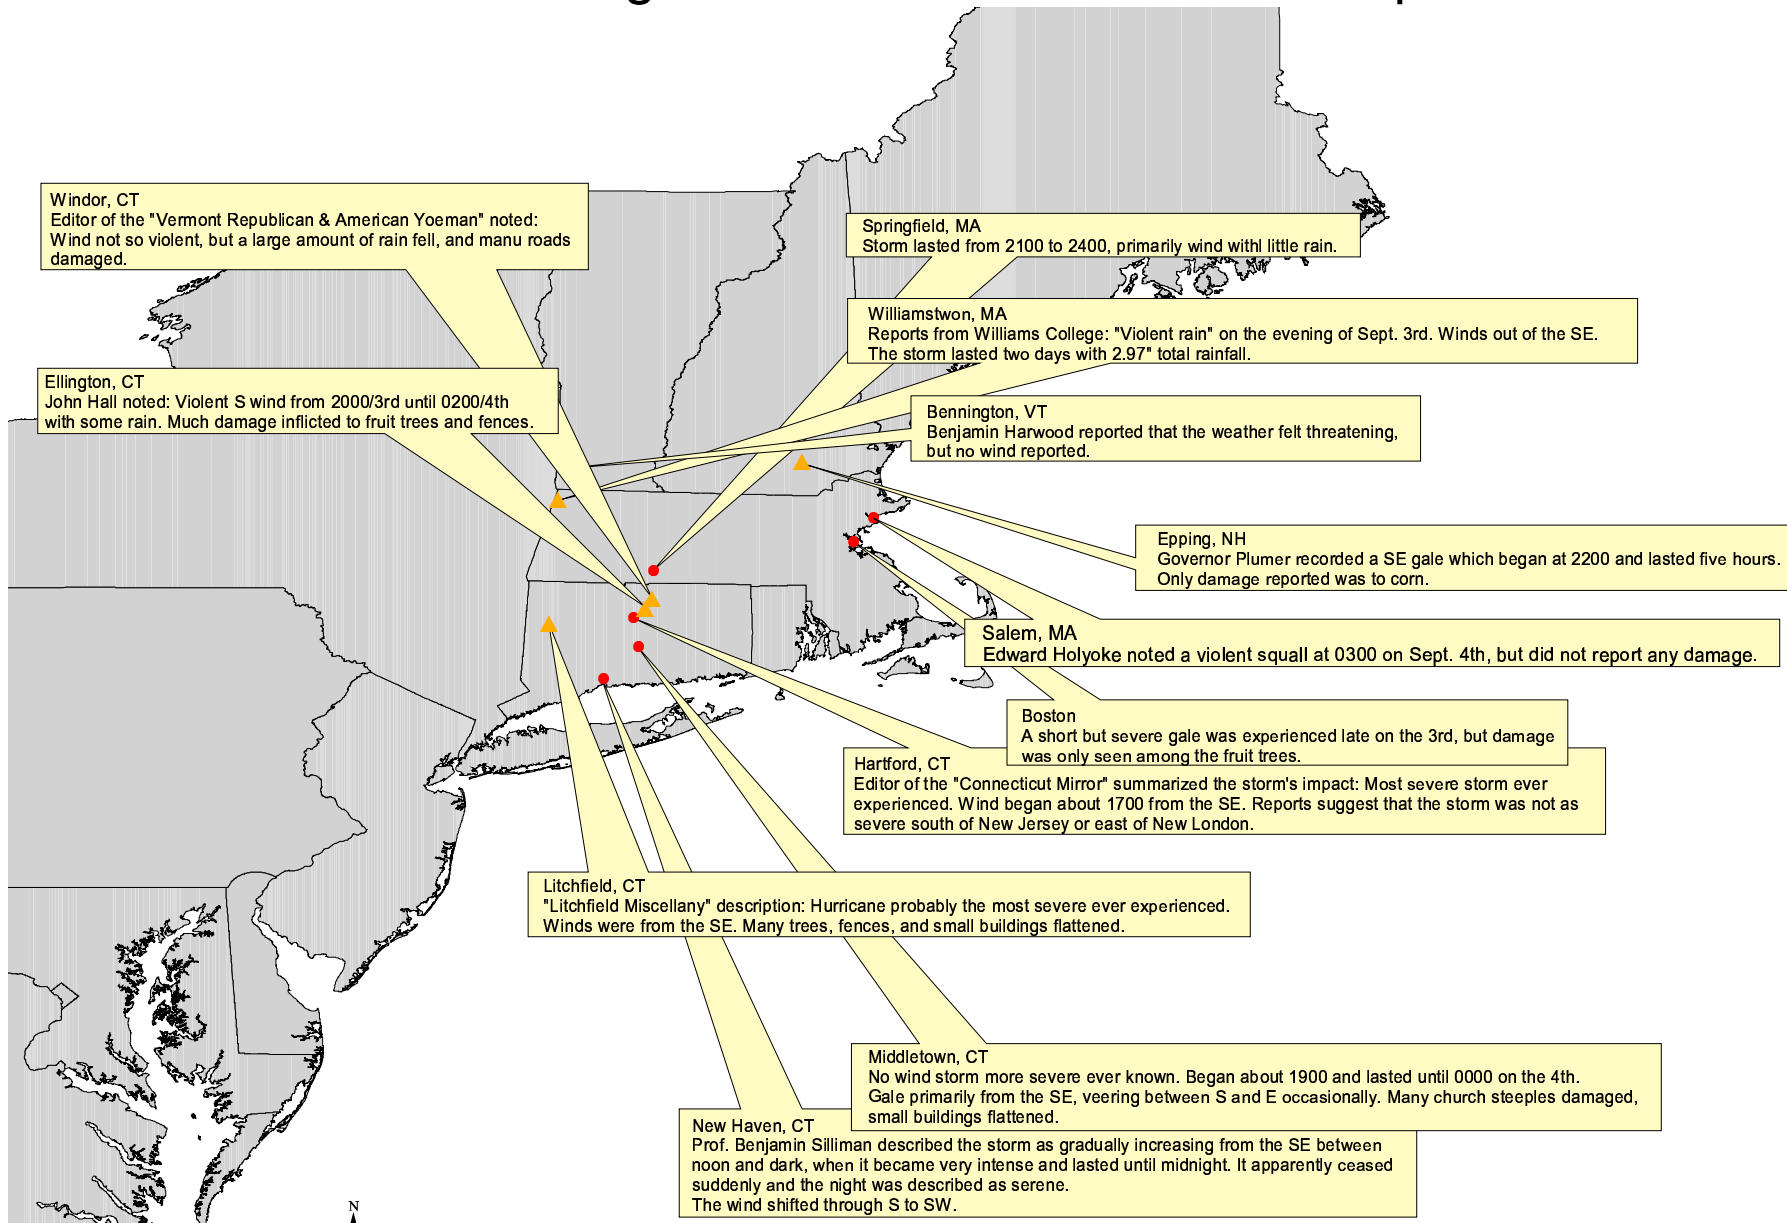 Windor, CT
Editor of the "Vermont Republican & American Yoeman" noted:
Wind not so violent, but a large amount of rain fell, and manu roads
damaged.
Springfield, MA
Storm lasted from 2100 to 2400, primarily wind withl little rain.
Williamstwon, MA
Reports from Williams College: "Violent rain" on the evening of Sept. 3rd. Winds out of the SE.
The storm lasted two days with 2.97" total rainfall.
Ellington, CT
John Hall noted: Violent S wind from 2000/3rd until 0200/4th
with some rain. Much damage inflicted to fruit trees and fences.
Bennington, VT
Benjamin Harwood reported that the weather felt threatening,
but no wind reported.
Epping, NH
Governor Plumer recorded a SE gale which began at 2200 and lasted five hours.
Only damage reported was to corn.
Salem, MA
Edward Holyoke noted a violent squall at 0300 on Sept. 4th, but did not report any damage.
Boston
A short but severe gale was experienced late on the 3rd, but damage
was only seen among the fruit trees.
Hartford, CT
Editor of the "Connecticut Mirror" summarized the storm's impact: Most severe storm ever
experienced. Wind began about 1700 from the SE. Reports suggest that the storm was not as
severe south of New Jersey or east of New London.
Litchfield, CT
"Litchfield Miscellany" description: Hurricane probably the most severe ever experienced.
Winds were from the SE. Many trees, fences, and small buildings flattened.
Middletown, CT
No wind storm more severe ever known. Began about 1900 and lasted until 0000 on the 4th.
Gale primarily from the SE, veering between S and E occasionally. Many church steeples damaged,
small buildings flattened.
New Haven, CT
Prof. Benjamin Silliman described the storm as gradually increasing from the SE between
noon and dark, when it became very intense and lasted until midnight. It apparently ceased
suddenly and the night was described as serene.
The wind shifted through S to SW.
N